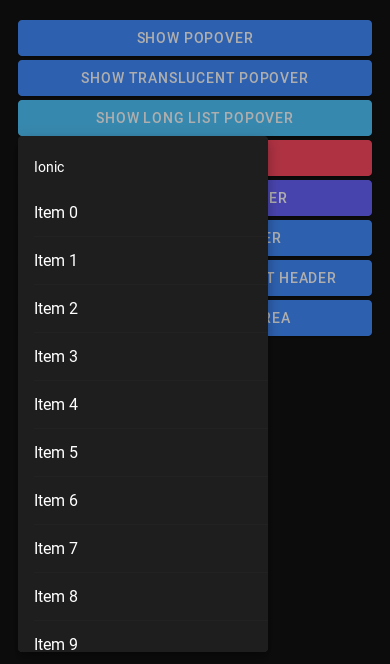 SHOW POPOVER
SHOW TRANSLUCENT POPOVER
SHOW LONG LIST POPOVER
Ionic
Item 0
Item 1
Item 2
Item 3
Item 4
Item 5
Item 6
Item 7
Item 8
Item 9
ER
ER
T HEADER
REA